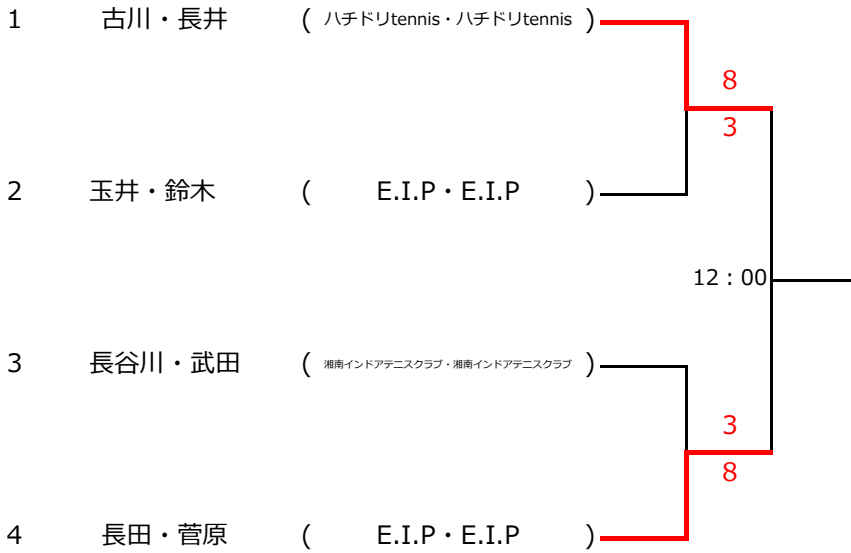 1 古川・長井 ( ハチドリtennis・ハチドリtennis )
8
3
2 玉井・鈴木 ( E.I.P・E.I.P )
12：00
3 長谷川・武田 ( 湘南インドアテニスクラブ・湘南インドアテニスクラブ )
3
8
4 長田・菅原 ( E.I.P・E.I.P )